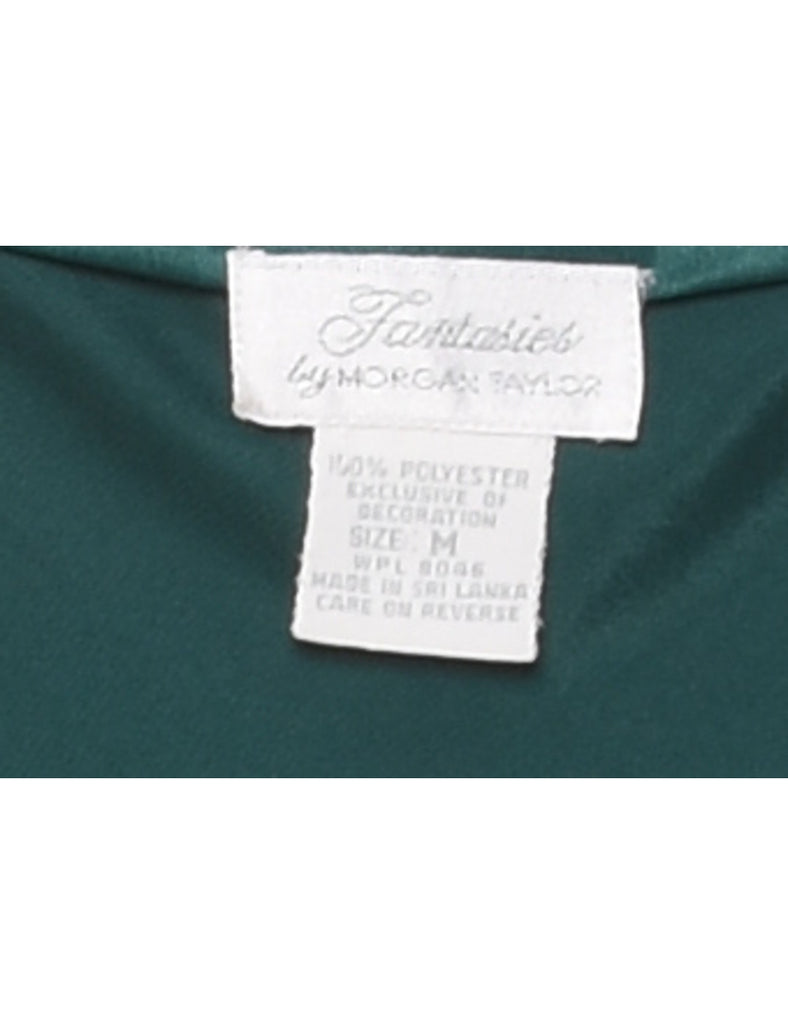 Fantasies
by MORGAN TAYLOR
100% POLYESTER
EXCLUSIVE OF
DECORATION
SIZE: M
WPL 8046
MADE IN SRI LANKA
CARE ON REVERSE